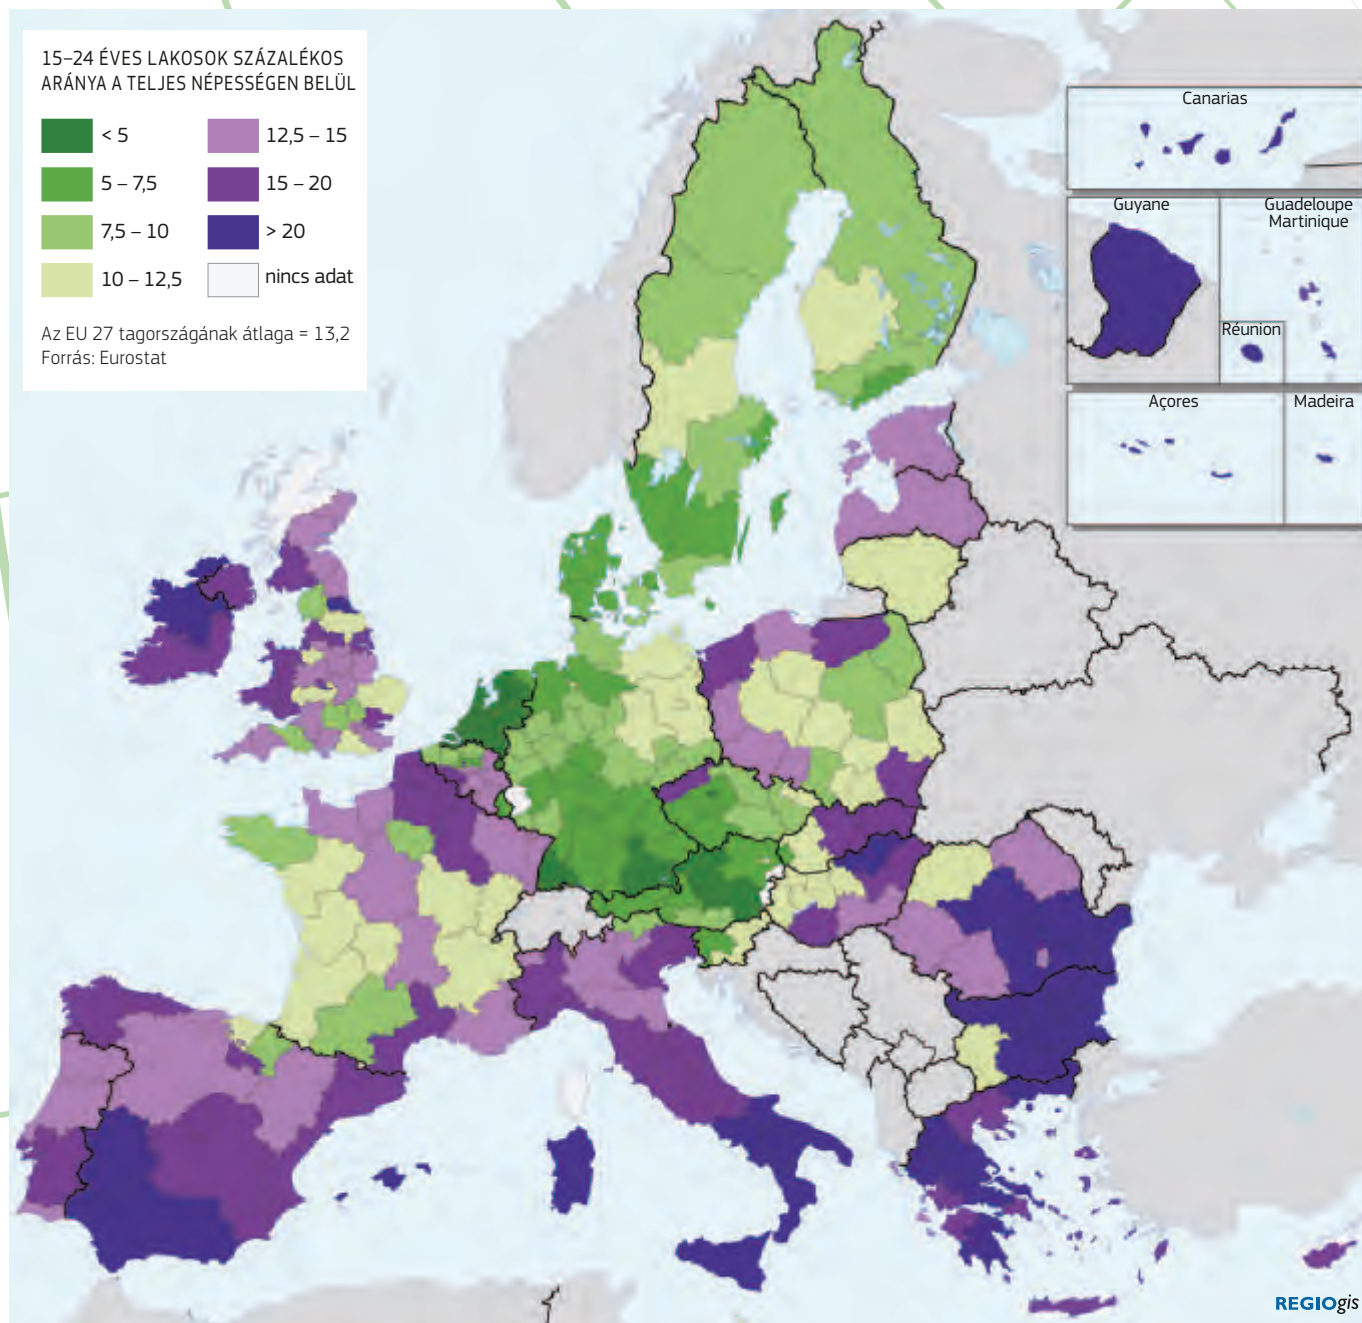 15–24 ÉVES LAKOSOK SZÁZALÉKOS
ARÁNYA A TELJES NÉPESSÉGEN BELÜL
< 5
5 – 7,5
7,5 – 10
10 – 12,5
12,5 – 15
15 – 20
> 20
nincs adat
Az EU 27 tagországának átlaga = 13,2
Forrás: Eurostat
Canarias
Guyane
Guadeloupe
Martinique
Réunion
Açores
Madeira
REGIOgis